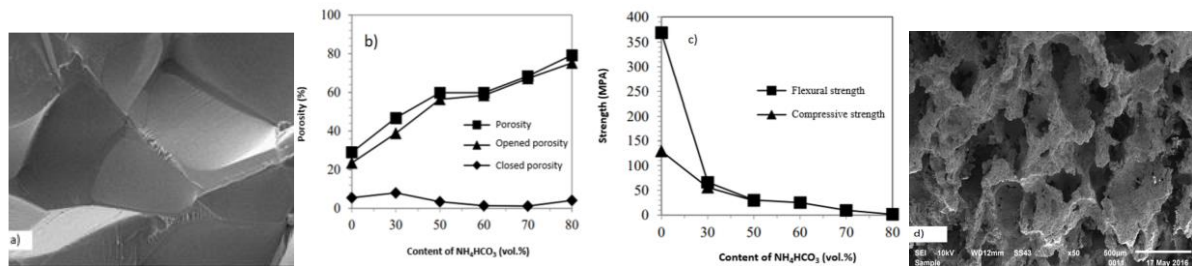 a)
b)
Porosity (%)
100
80
60
40
20
0
Porosity
Opened porosity
Closed porosity
0 30 50 60 70 80
Content of NH₄HCO₃ (vol.%)
c)
Strength (MPA)
400
350
300
250
200
150
100
50
0
Flexural strength
Compressive strength
0 30 50 60 70 80
Content of NH₄HCO₃ (vol.%)
d)
SEI -10kV WD12mm SS43 x50 500µm
Sample 17 May 2016